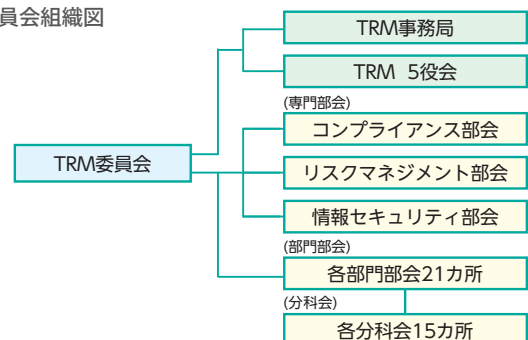 員会組織図
TRM事務局
TRM 5役会
(専門部会)
コンプライアンス部会
TRM委員会
リスクマネジメント部会
情報セキュリティ部会
(部門部会)
各部門部会21カ所
(分科会)
各分科会15カ所